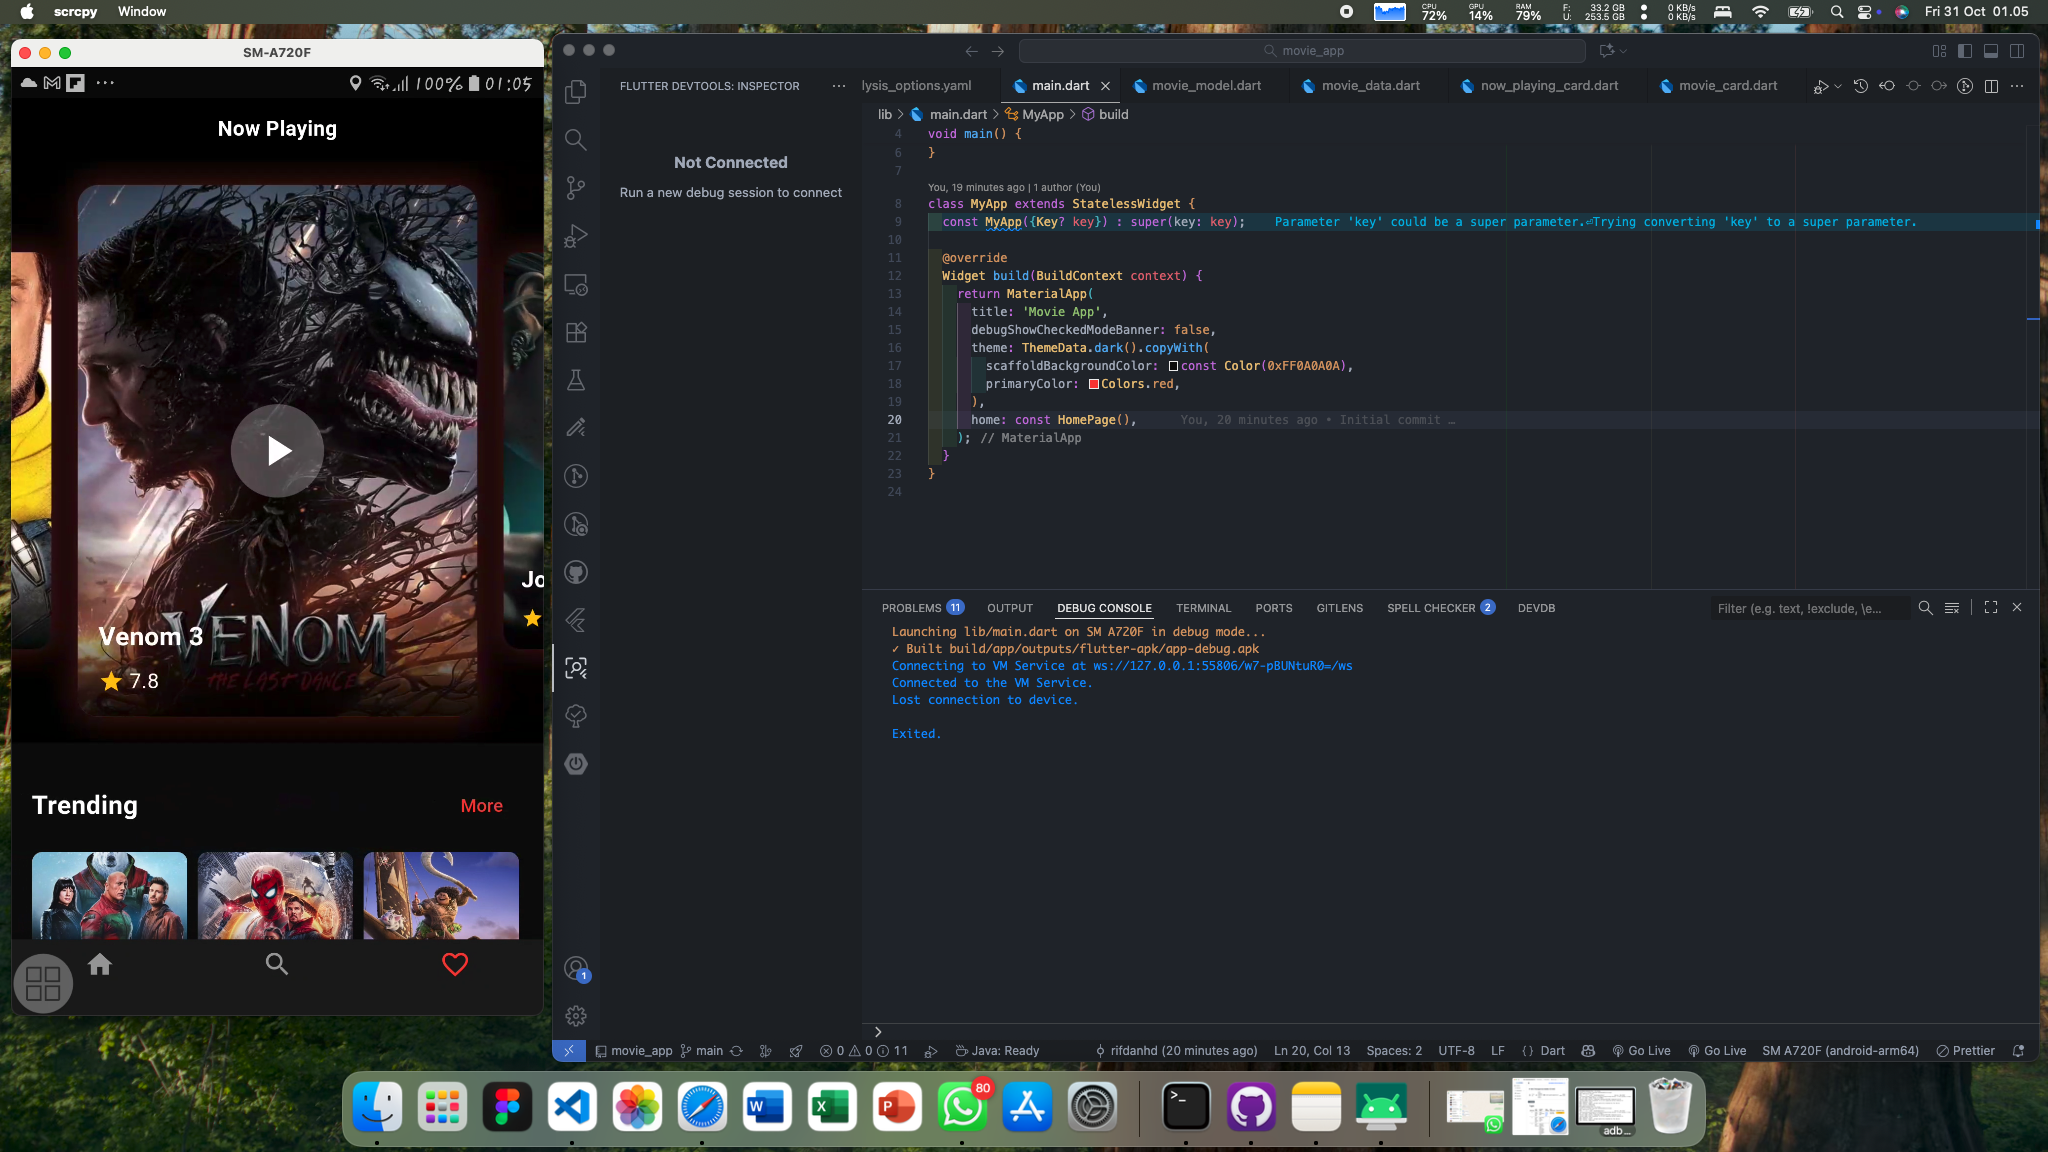 scrcpy Window
CPU 72% GPU 14% RAM 79% F: 33.2 GB U: 253.5 GB 0 KB/s 0 KB/s Fri 31 Oct 01.05
SM-A720F
100% 01:05
Now Playing
VENOM
THE LAST DANCE
Venom 3
7.8
Jo
Trending
More
movie_app
FLUTTER DEVTOOLS: INSPECTOR
Not Connected
Run a new debug session to connect
lysis_options.yaml main.dart movie_model.dart movie_data.dart now_playing_card.dart movie_card.dart
lib > main.dart > MyApp > build
4 void main() {
6 }
7
You, 19 minutes ago | 1 author (You)
8 class MyApp extends StatelessWidget {
9 const MyApp({Key? key}) : super(key: key); Parameter 'key' could be a super parameter.⏎Trying converting 'key' to a super parameter.
10
11 @override
12 Widget build(BuildContext context) {
13 return MaterialApp(
14 title: 'Movie App',
15 debugShowCheckedModeBanner: false,
16 theme: ThemeData.dark().copyWith(
17 scaffoldBackgroundColor: const Color(0xFF0A0A0A),
18 primaryColor: Colors.red,
19 ),
20 home: const HomePage(), You, 20 minutes ago • Initial commit …
21 ); // MaterialApp
22 }
23 }
24
PROBLEMS 11 OUTPUT DEBUG CONSOLE TERMINAL PORTS GITLENS SPELL CHECKER 2 DEVDB Filter (e.g. text, !exclude, \e...
Launching lib/main.dart on SM A720F in debug mode...
✓ Built build/app/outputs/flutter-apk/app-debug.apk
Connecting to VM Service at ws://127.0.0.1:55806/w7-pBUNtuR0=/ws
Connected to the VM Service.
Lost connection to device.
Exited.
1
>
movie_app main 0 0 11 Java: Ready rifdanhd (20 minutes ago) Ln 20, Col 13 Spaces: 2 UTF-8 LF {} Dart Go Live Go Live SM A720F (android-arm64) Prettier
W X P 80
adb...